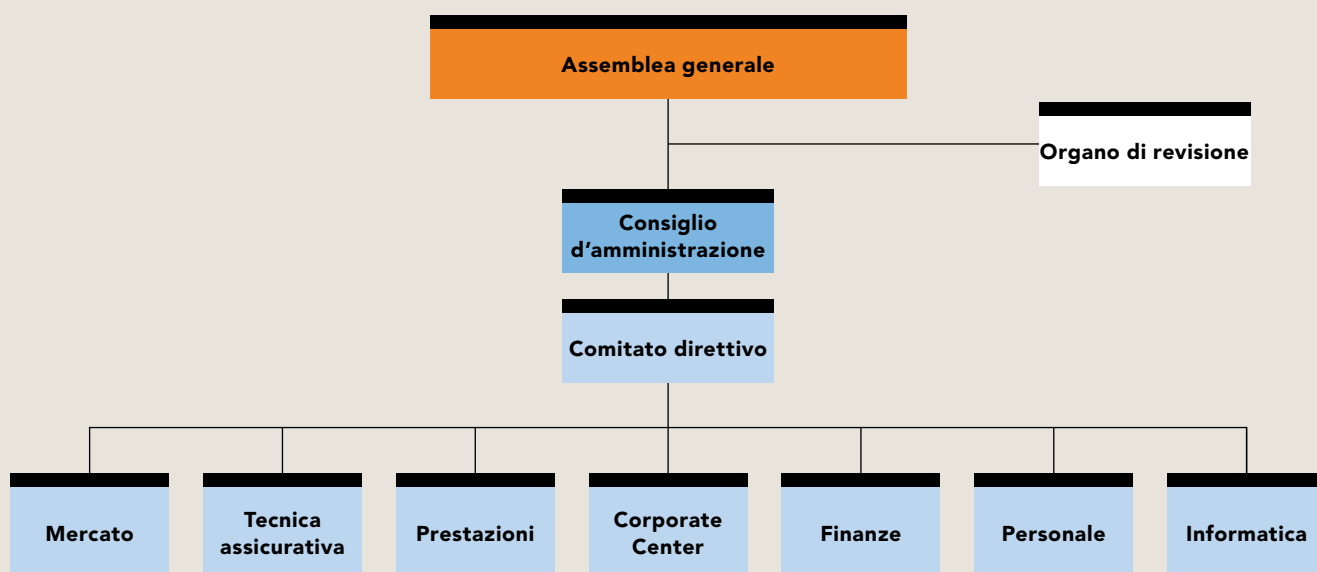 Assemblea generale
Organo di revisione
Consiglio
d’amministrazione
Comitato direttivo
Mercato
Tecnica
assicurativa
Prestazioni
Corporate
Center
Finanze
Personale
Informatica